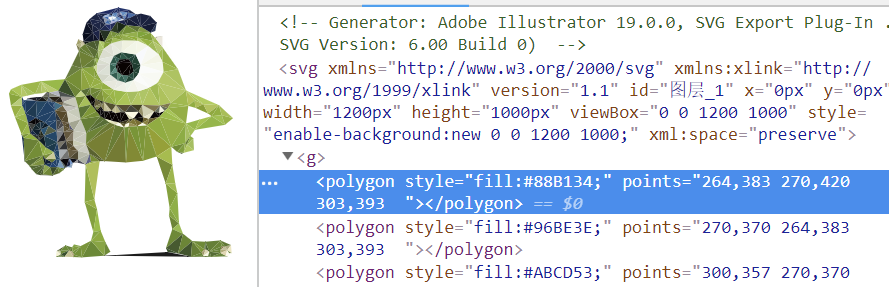 <!-- Generator: Adobe Illustrator 19.0.0, SVG Export Plug-In .
SVG Version: 6.00 Build 0)  -->
<svg xmlns="http://www.w3.org/2000/svg" xmlns:xlink="http://
www.w3.org/1999/xlink" version="1.1" id="图层_1" x="0px" y="0px"
width="1200px" height="1000px" viewBox="0 0 1200 1000" style=
"enable-background:new 0 0 1200 1000;" xml:space="preserve">
▼<g>
… <polygon style="fill:#88B134;" points="264,383 270,420
303,393  "></polygon> == $0
<polygon style="fill:#96BE3E;" points="270,370 264,383
303,393  "></polygon>
<polygon style="fill:#ABCD53;" points="300,357 270,370